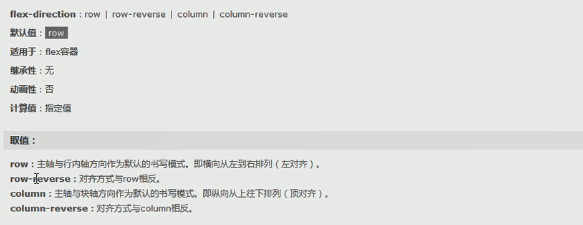 flex-direction：row | row-reverse | column | column-reverse
默认值：row
适用于：flex容器
继承性：无
动画性：否
计算值：指定值
取值：
row：主轴与行内轴方向作为默认的书写模式。即横向从左到右排列（左对齐）。
row-reverse：对齐方式与row相反。
column：主轴与块轴方向作为默认的书写模式。即纵向从上往下排列（顶对齐）。
column-reverse：对齐方式与column相反。